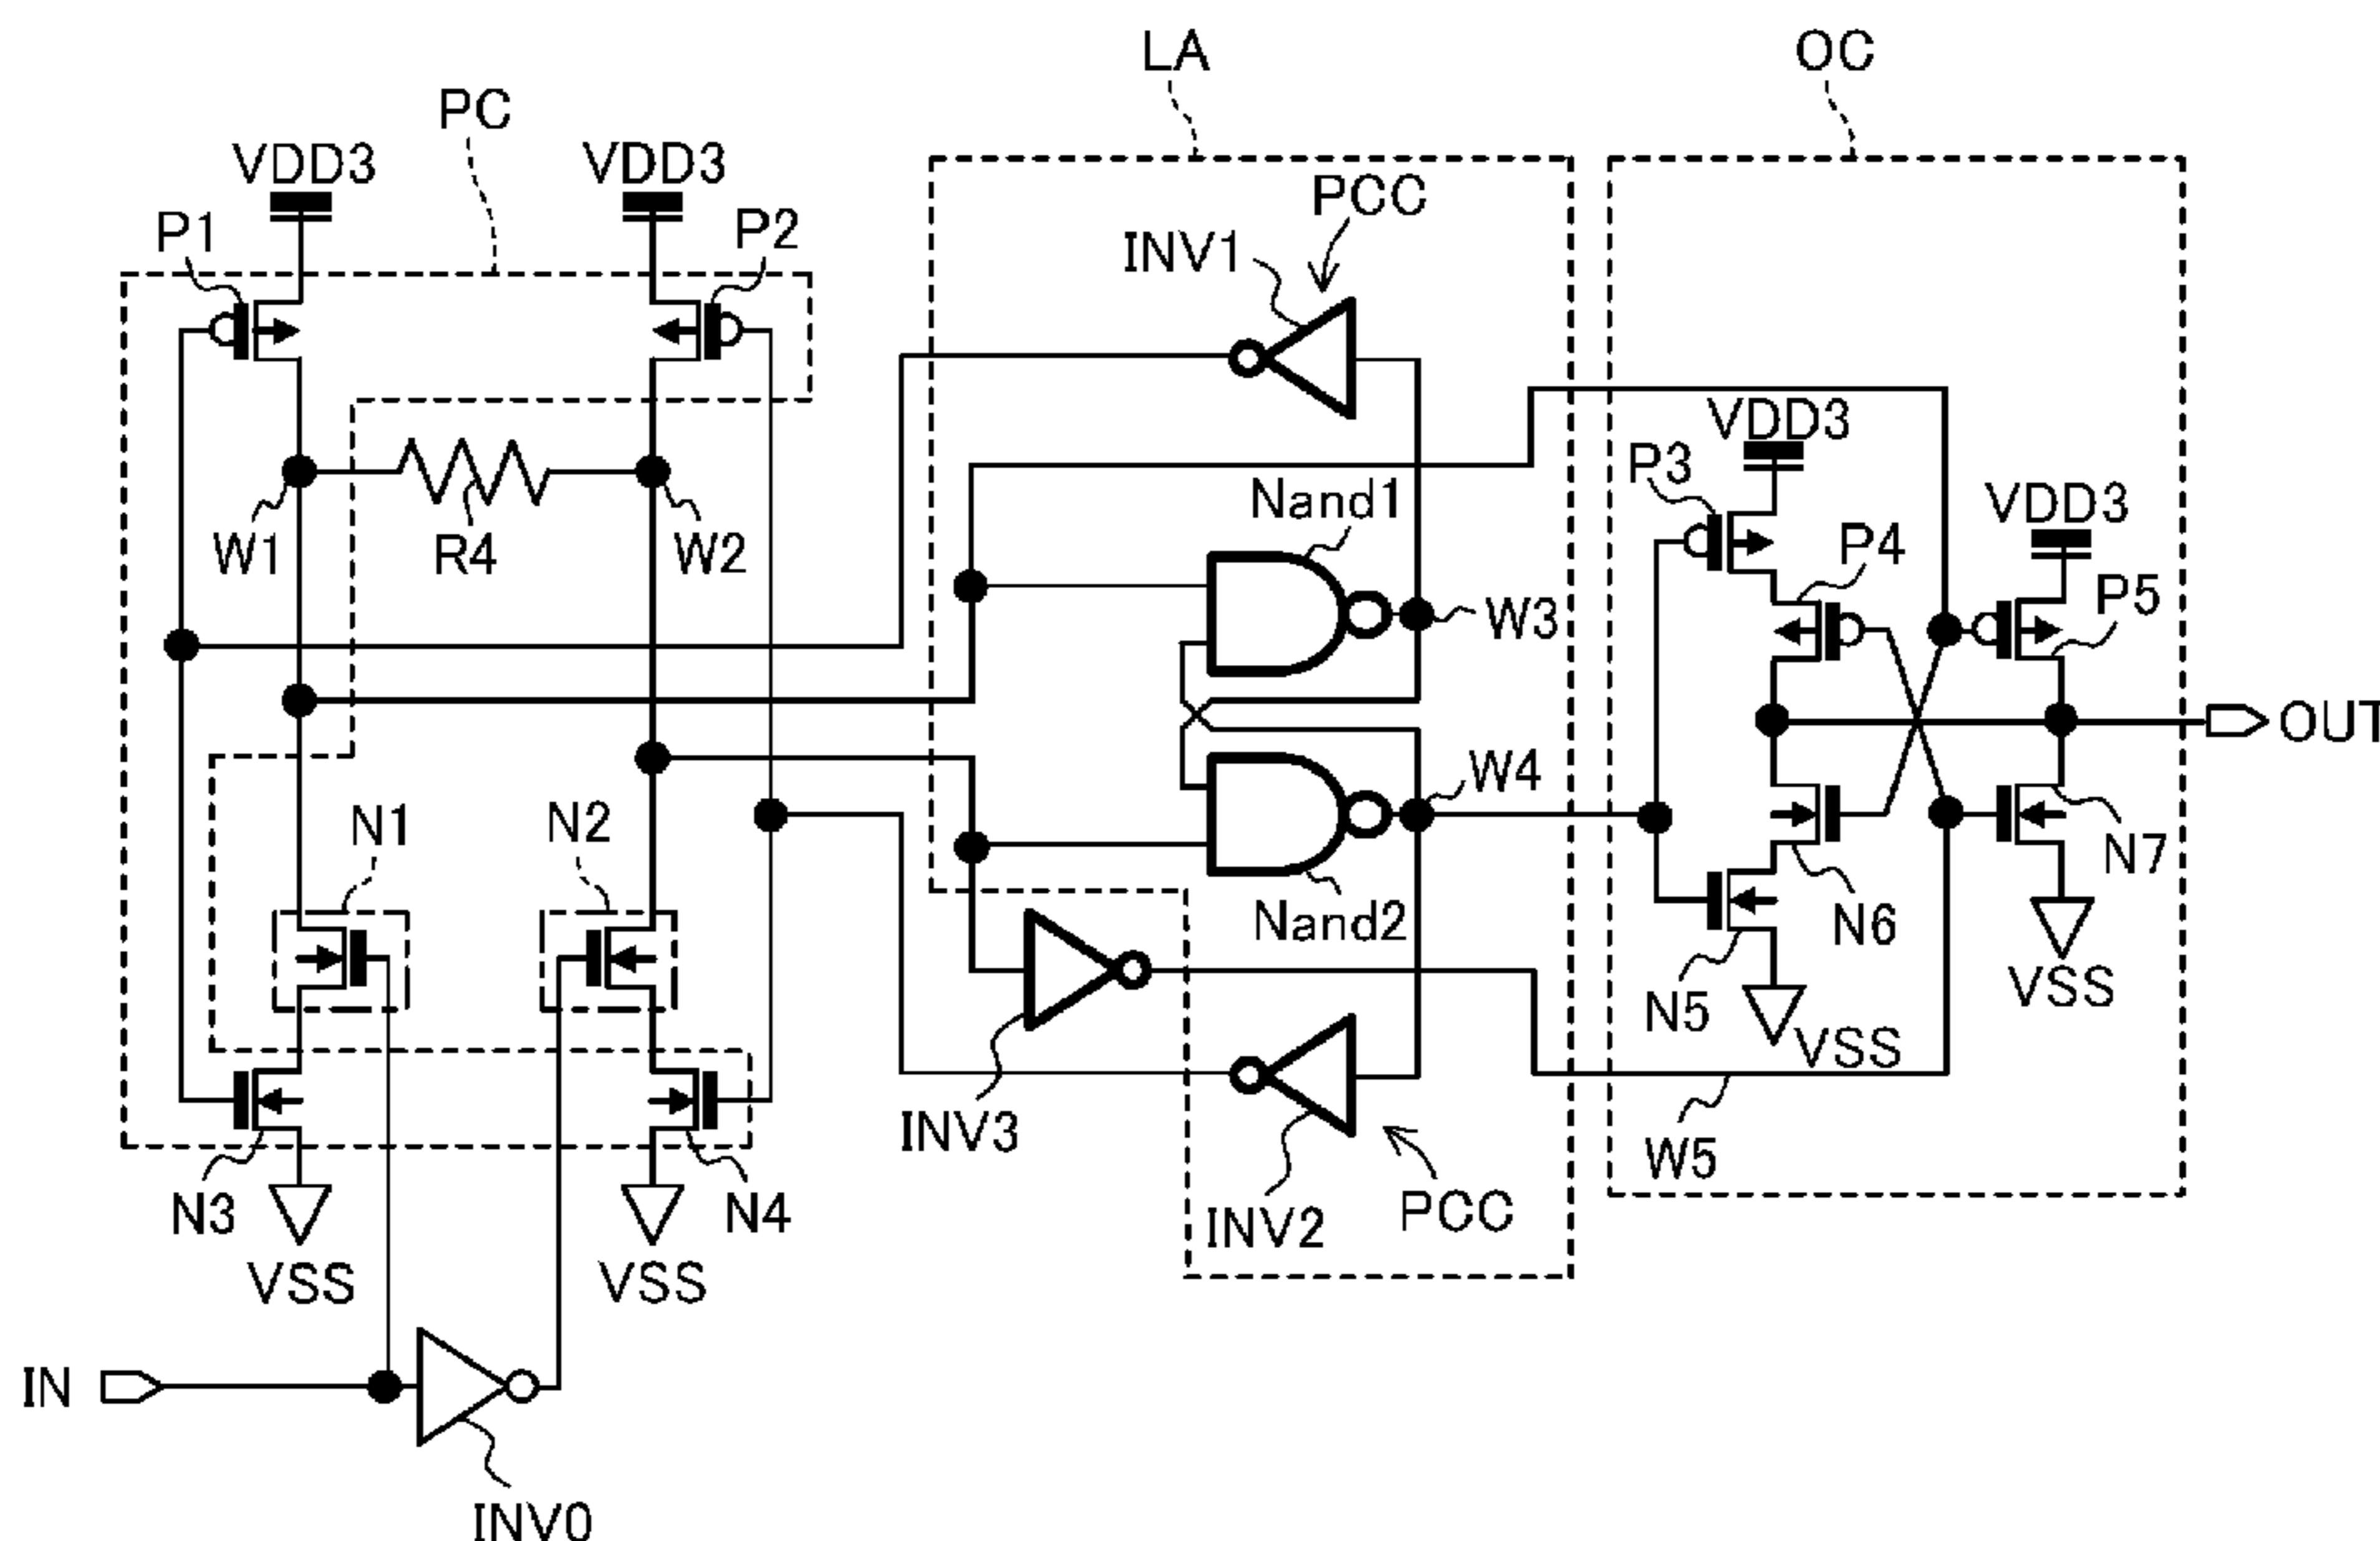 LA
OC
PC
VDD3
VDD3
PCC
P1
P2
INV1
VDD3
P3
Nand1
VDD3
W1
R4
W2
P4
W3
P5
OUT
W4
N1
N2
N7
Nand2
N6
N5
VSS
VSS
INV3
W5
N3
N4
INV2
PCC
VSS
VSS
IN
INV0